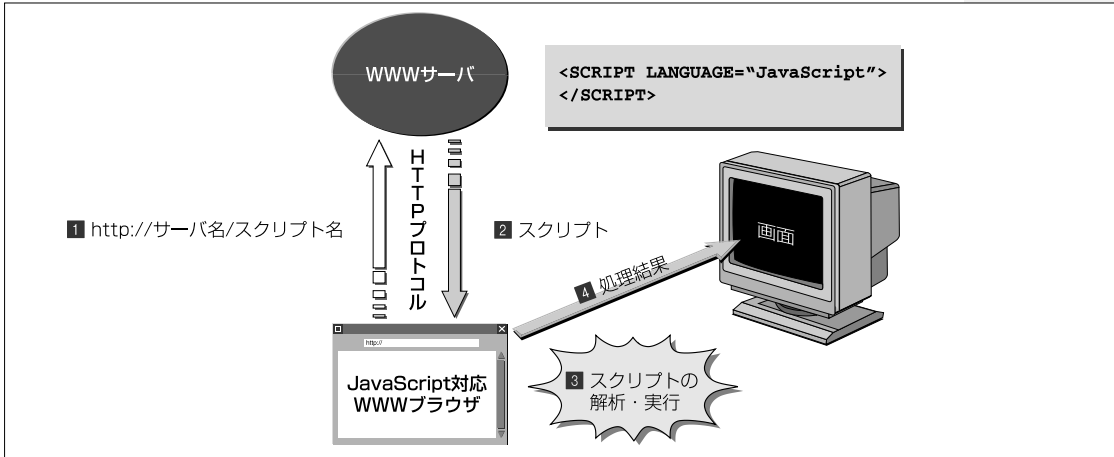 WWWサーバ
<SCRIPT LANGUAGE=“JavaScript”>
</SCRIPT>
HTTPプロトコル
1 http://サーバ名/スクリプト名
2 スクリプト
画面
4 処理結果
http://
JavaScript対応
WWWブラウザ
3 スクリプトの
解析・実行